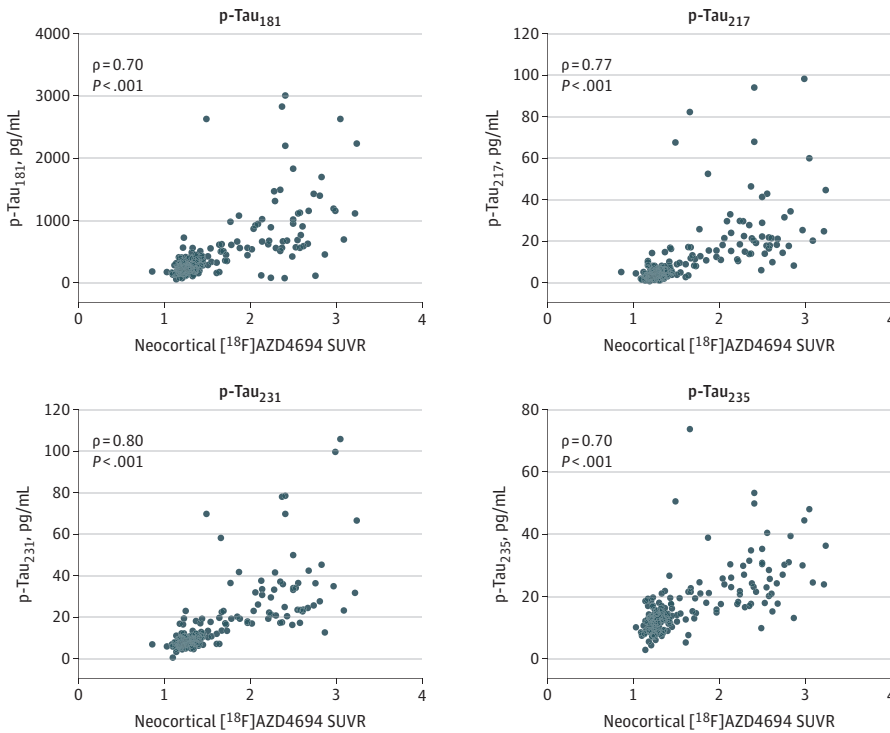 p-Tau₁₈₁
4000
3000
2000
1000
0
p-Tau₁₈₁, pg/mL
ρ=0.70
P<.001
0 1 2 3 4
Neocortical [¹⁸F]AZD4694 SUVR
p-Tau₂₁₇
120
100
80
60
40
20
0
p-Tau₂₁₇, pg/mL
ρ=0.77
P<.001
0 1 2 3 4
Neocortical [¹⁸F]AZD4694 SUVR
p-Tau₂₃₁
120
100
80
60
40
20
0
p-Tau₂₃₁, pg/mL
ρ=0.80
P<.001
0 1 2 3 4
Neocortical [¹⁸F]AZD4694 SUVR
p-Tau₂₃₅
80
60
40
20
0
p-Tau₂₃₅, pg/mL
ρ=0.70
P<.001
0 1 2 3 4
Neocortical [¹⁸F]AZD4694 SUVR